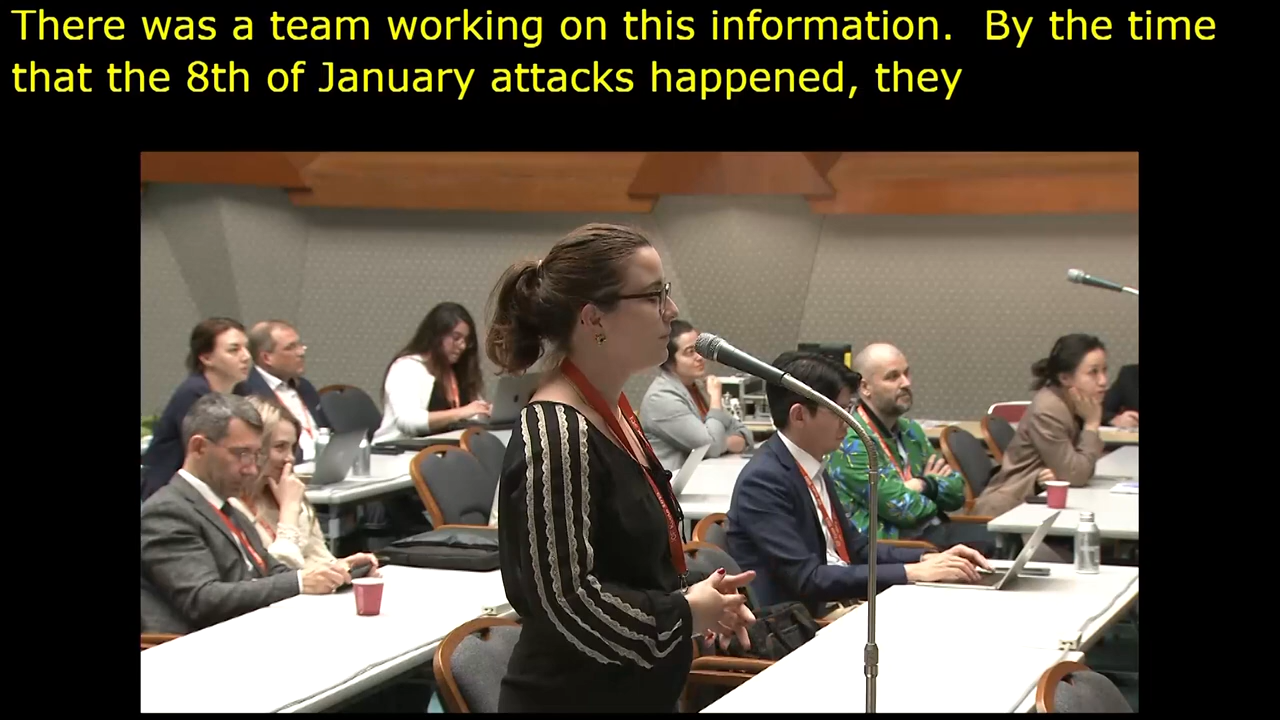 There was a team working on this information.  By the time
that the 8th of January attacks happened, they